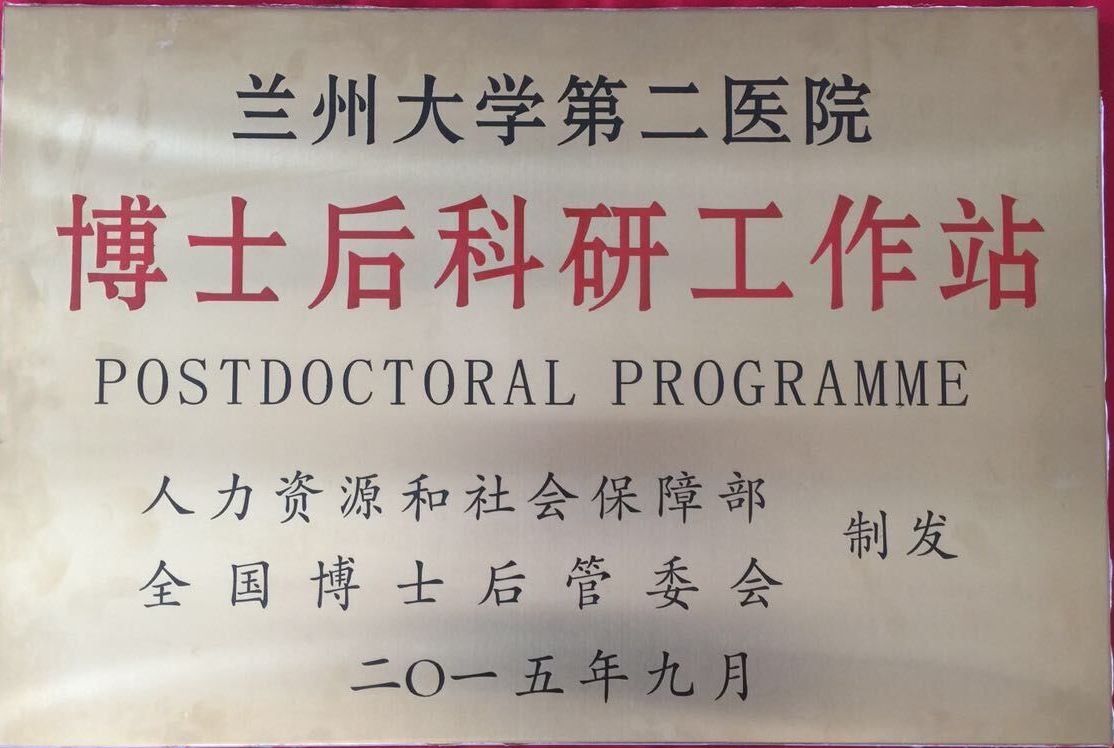 兰州大学第二医院
博士后科研工作站
POSTDOCTORAL PROGRAMME
人力资源和社会保障部
全国博士后管委会
制发
二〇一五年九月